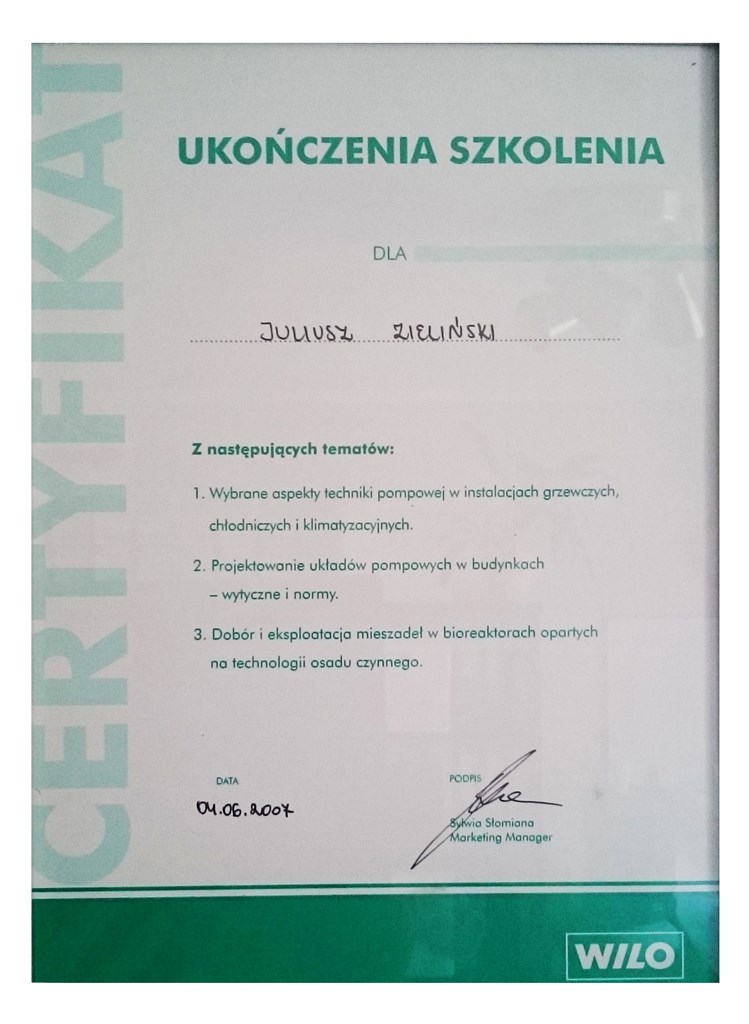 CERTYFIKAT
UKOŃCZENIA SZKOLENIA
DLA
JULIUSZ ZIELIŃSKI
Z następujących tematów:
1. Wybrane aspekty techniki pompowej w instalacjach grzewczych,
chłodniczych i klimatyzacyjnych.
2. Projektowanie układów pompowych w budynkach
– wytyczne i normy.
3. Dobór i eksploatacja mieszadeł w bioreaktorach opartych
na technologii osadu czynnego.
DATA
04.06.2007
PODPIS
Sylwia Słomiana
Marketing Manager
WILO